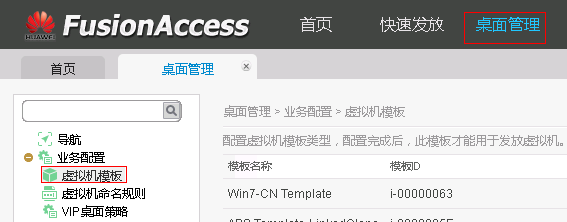 HUAWEI FusionAccess 首页 快速发放 桌面管理
首页 桌面管理
桌面管理 > 业务配置 > 虚拟机模板
导航
配置虚拟机模板类型，配置完成后，此模板才能用于发放虚拟机。
业务配置
模板名称 模板ID
虚拟机模板
虚拟机命名规则
Win7-CN Template i-00000063
VIP桌面策略